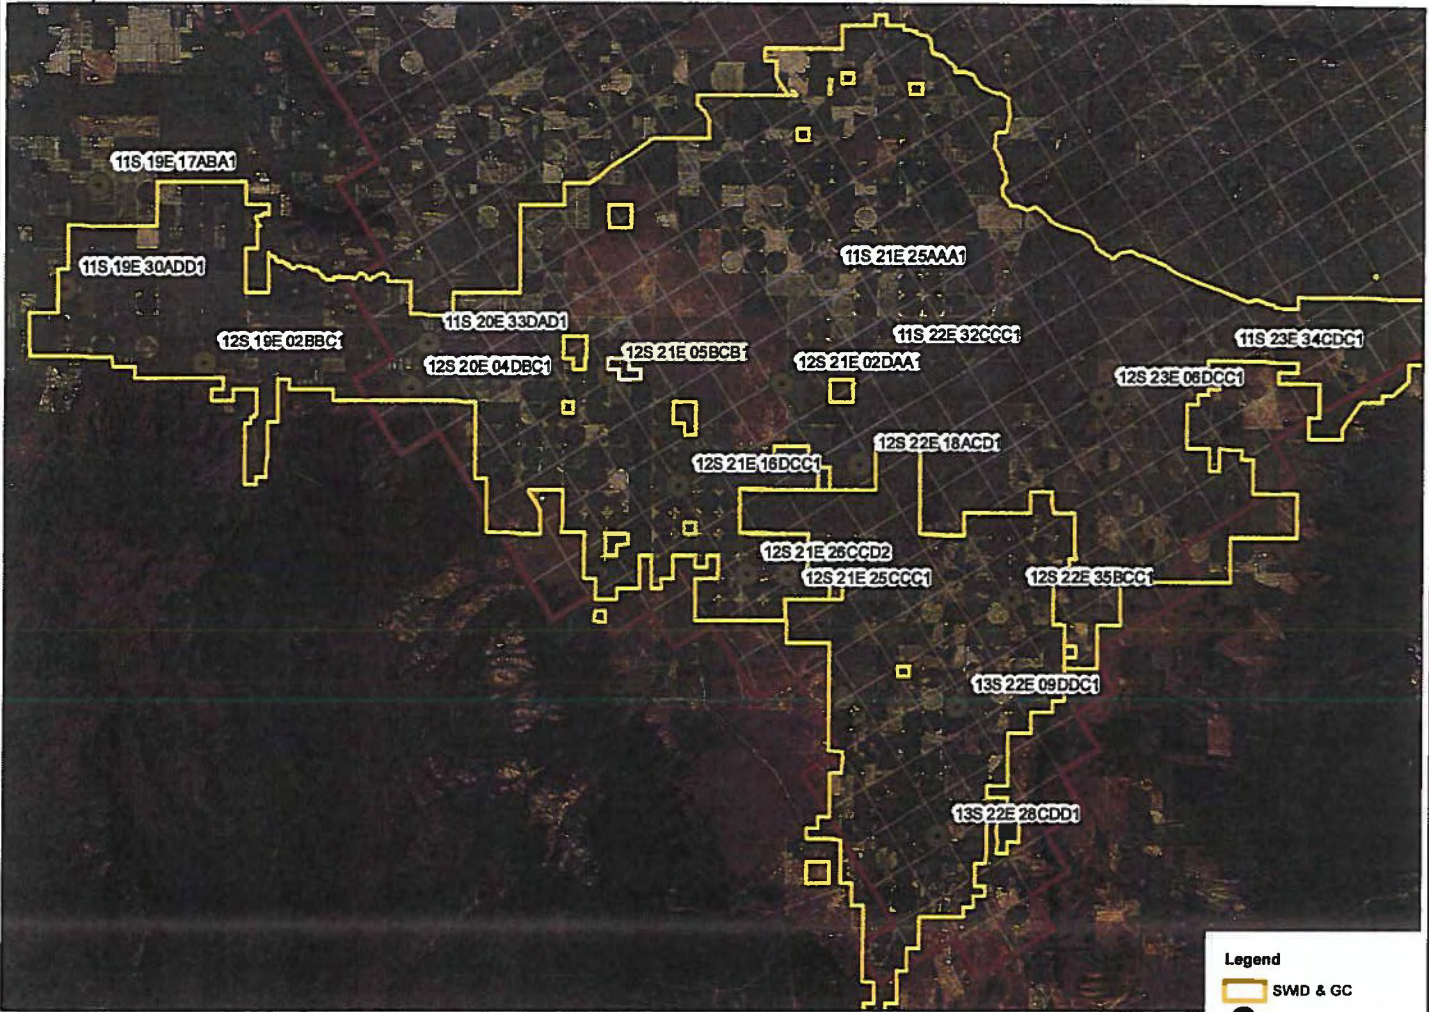 11S 19E 17ABA1
11S 21E 25AAA1
11S 19E 30ADD1
11S 20E 33DAD1
11S 22E 32CCC1
12S 19E 02BBC1
11S 23E 34CDC1
12S 21E 05BCB1
12S 20E 04DBC1
12S 21E 02DAA1
12S 23E 06DCC1
12S 22E 18ACD1
12S 21E 16DCC1
12S 21E 26CCD2
12S 21E 25CCC1
12S 22E 35BCC1
13S 22E 09DDC1
13S 22E 28CDD1
Legend
SWID & GC